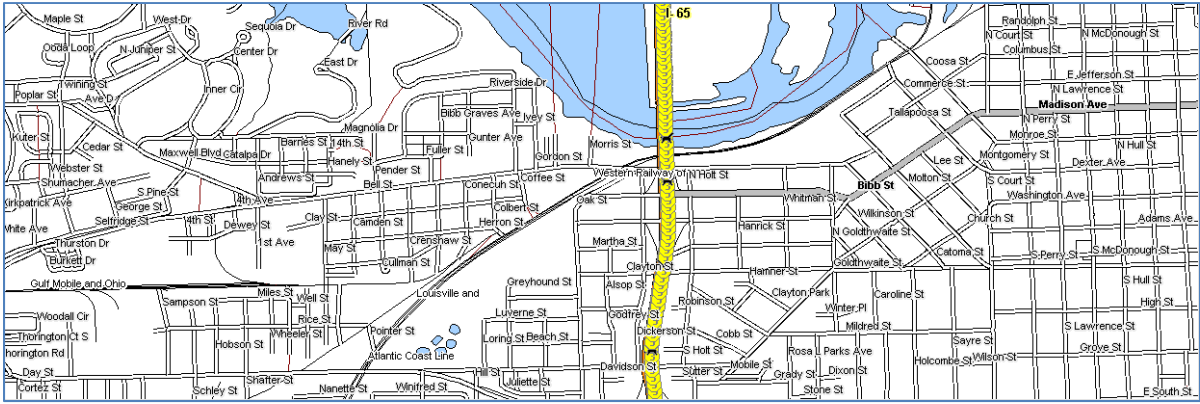 Maple St
West Dr
Sequoia Dr
River Rd
I- 65
Randolph St
N Court St
N McDonough St
Ooda Loop
N Juniper St
Center Dr
Columbus St
East Dr
Coosa St
Twining St
Riverside Dr
Commerce St
E Jefferson St
Poplar St
Ave D
Inner Cir
N Lawrence St
Madison Ave
Bibb Graves Ave
Ivey St
Tallapoosa St
N Perry St
Magnolia Dr
Kuter St
Gunter Ave
Monroe St
Cedar St
Barnes St
14th St
Morris St
N Hull St
Maxwell Blvd
Catalpa Dr
Fuller St
Gordon St
Lee St
Montgomery St
Hanely St
Dexter Ave
Webster St
Pender St
Western Railway of
N Holt St
Molton St
Andrews St
Coffee St
Shumacher Ave
Bell St
Conecuh St
Bibb St
S Court St
S Pine St
Washington Ave
Kirkpatrick Ave
4th Ave
Oak St
Whitman St
George St
Colbert St
Wilkinson St
Selfridge St
4th St
Clay St
Camden St
Herron St
Church St
Adams Ave
Dewey St
Hanrick St
White Ave
N Goldthwaite St
Thurston Dr
1st Ave
May St
Crenshaw St
Martha St
Catoma St
S McDonough St
Burkett Dr
Cullman St
Clayton St
Goldthwaite St
S Perry St
Hamner St
Gulf Mobile and Ohio
Greyhound St
Alsop St
S Hull St
Miles St
Louisville and
Clayton Park
Caroline St
Sampson St
Well St
Robinson St
High St
Woodall Cir
Luverne St
Godfrey St
Winter Pl
Rice St
Mildred St
Pointer St
Dickerson St
S Lawrence St
Thorington Ct S
Wheeler St
Loring St
Beach St
Cobb St
Sayre St
Hobson St
Grove St
horington Rd
Atlantic Coast Line
S Holt St
Rosa L Parks Ave
Wilson St
Holcombe St
Day St
Hill St
Davidson St
Mobile St
Dixon St
Shafter St
Sutter St
Grady St
Cortez St
Schley St
Nanette St
Winifred St
Juliette St
Stone St
E South St